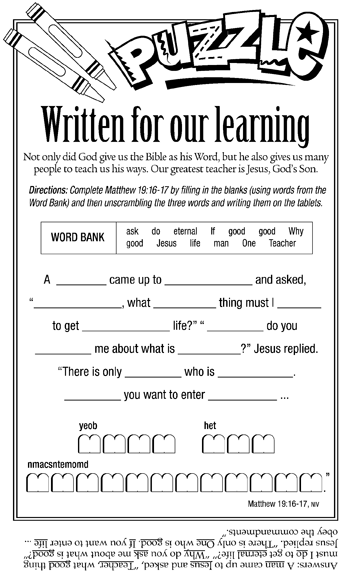 PUZZLE
Written for our learning
Not only did God give us the Bible as his Word, but he also gives us many
people to teach us his ways. Our greatest teacher is Jesus, God's Son.
Directions: Complete Matthew 19:16-17 by filling in the blanks (using words from the
Word Bank) and then unscrambling the three words and writing them on the tablets.
WORD BANK
ask do eternal If good good Why
good Jesus life man One Teacher
A ________ came up to ______________ and asked,
"______________, what __________ thing must I _______
to get ______________ life?" "_________ do you
_________ me about what is __________?" Jesus replied.
"There is only ________ who is ____________.
_________ you want to enter _________ ...
yeob het
nmacsntemomd
."
Matthew 19:16-17, NIV
Answers: A man came up to Jesus and asked, "Teacher, what good thing
must I do to get eternal life?" "Why do you ask me about what is good?"
Jesus replied. "There is only One who is good. If you want to enter life ...
obey the commandments."